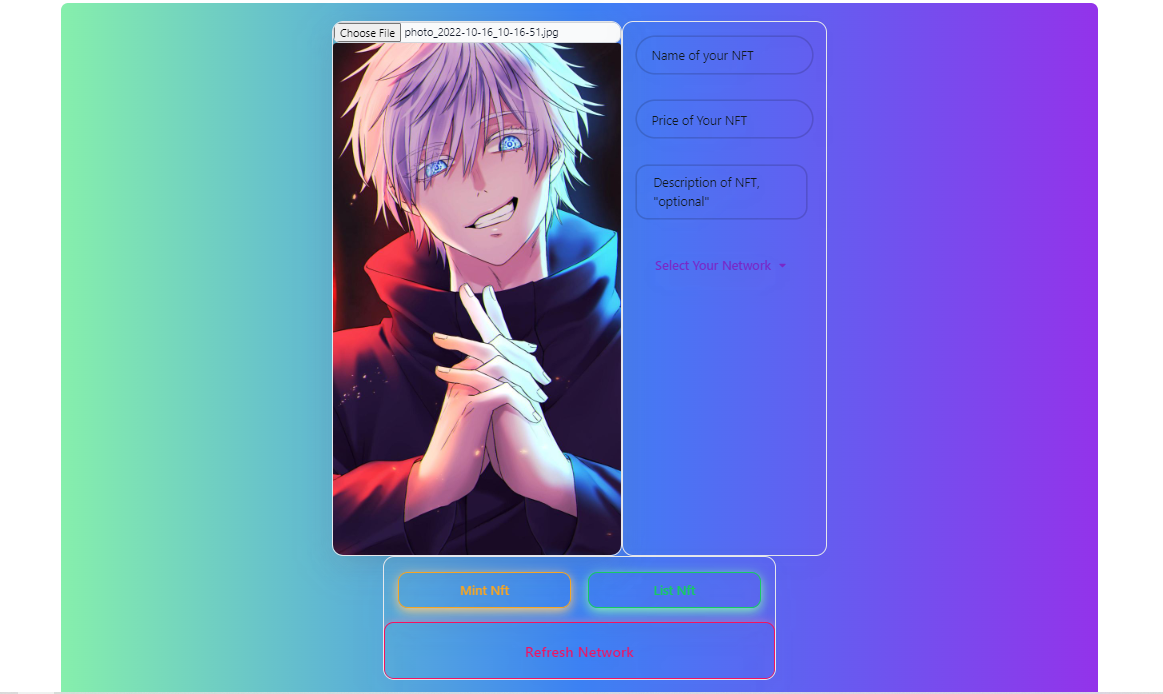 Choose File photo_2022-10-16_10-16-51.jpg
Name of your NFT
Price of Your NFT
Description of NFT,
"optional"
Select Your Network
Mint Nft
List Nft
Refresh Network